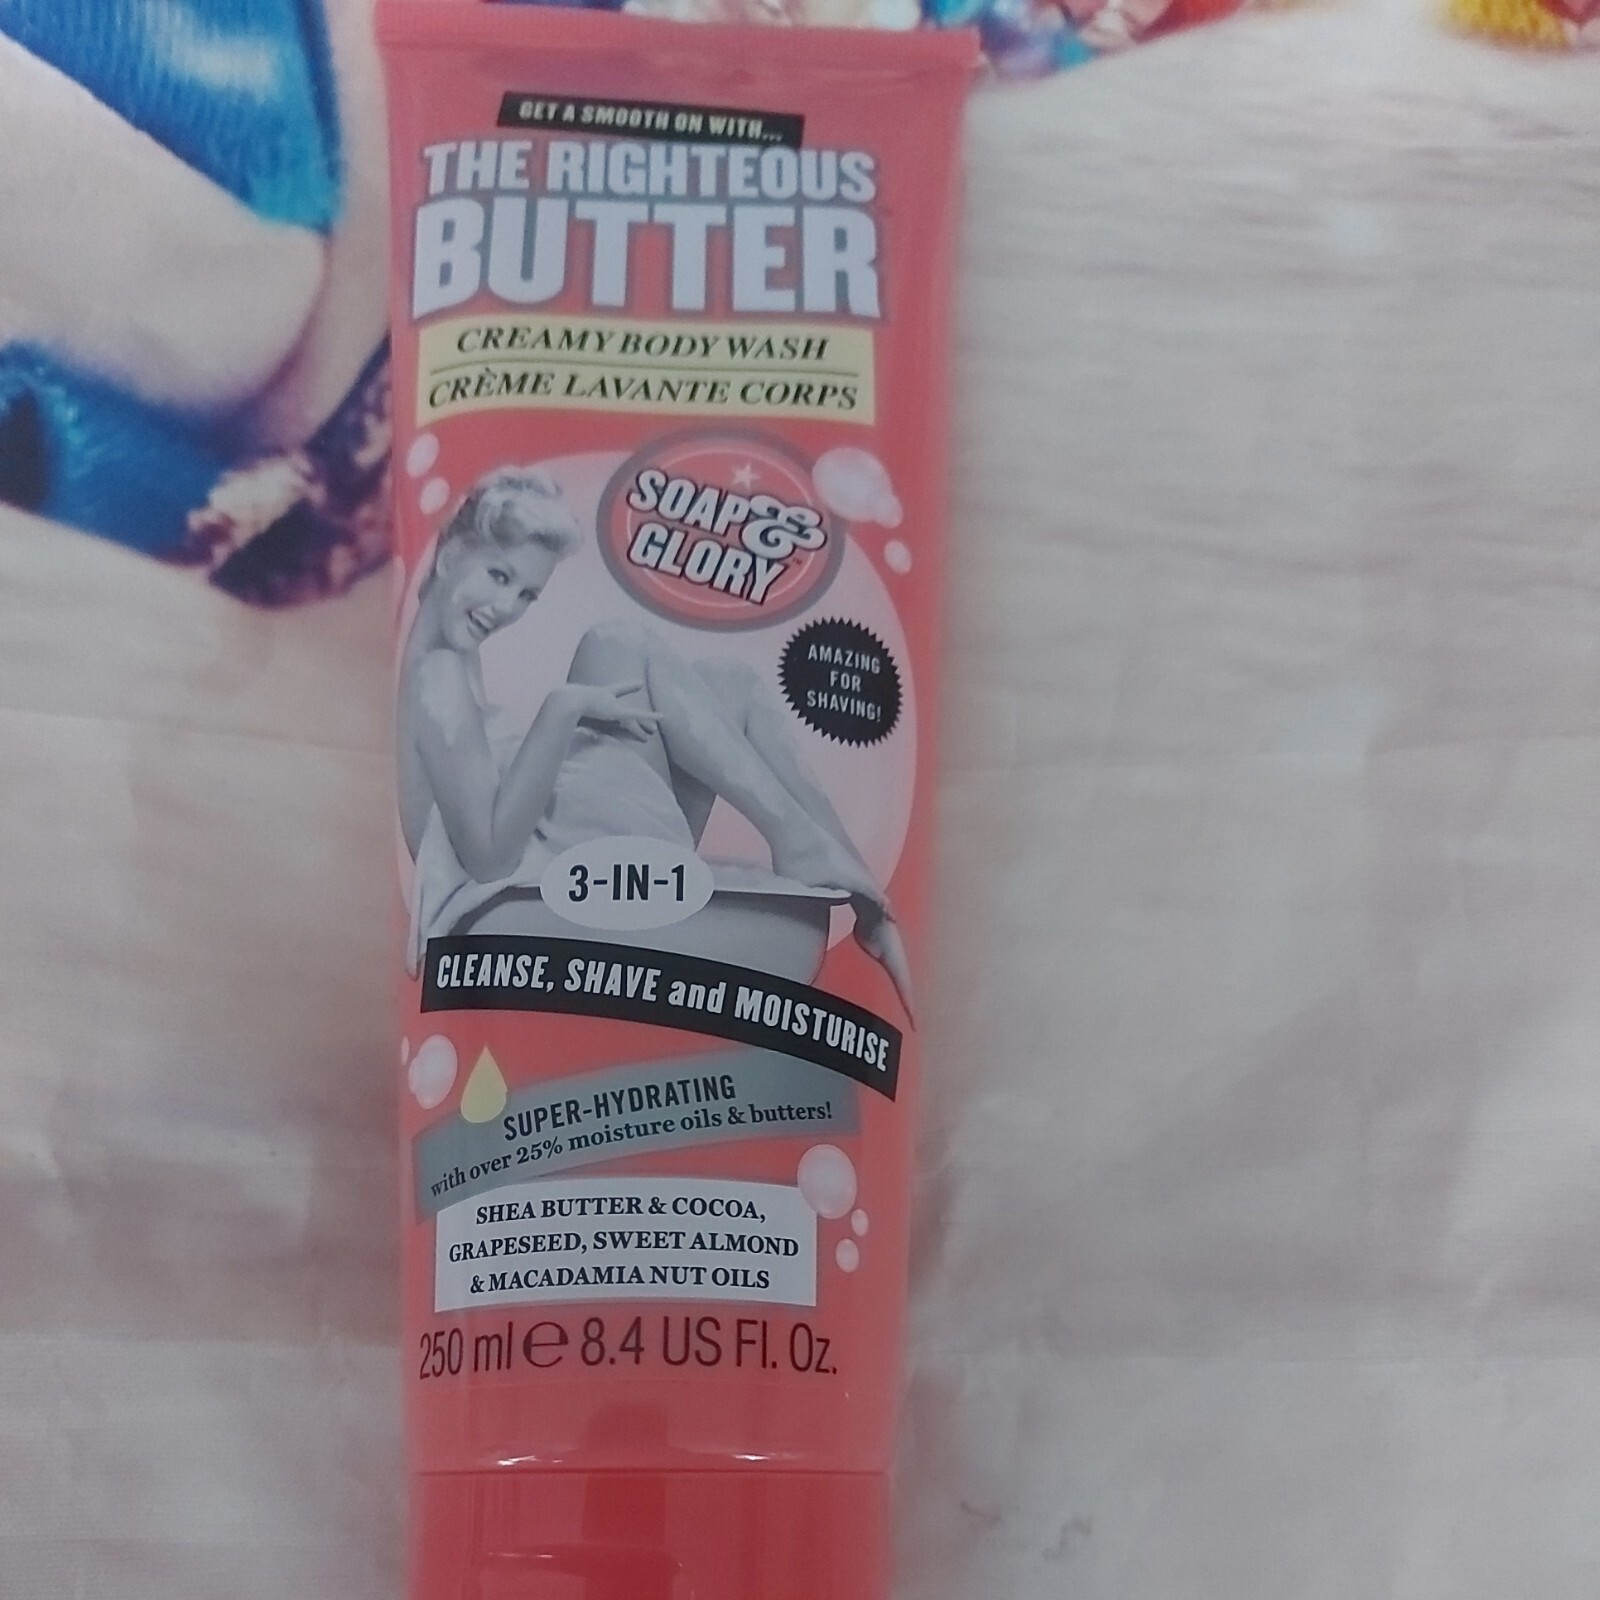 GET A SMOOTH ON WITH...
THE RIGHTEOUS
BUTTER
CREAMY BODY WASH
CRÈME LAVANTE CORPS
SOAP &
GLORY™
AMAZING
FOR
SHAVING!
3-IN-1
CLEANSE, SHAVE and MOISTURISE
SUPER-HYDRATING
with over 25% moisture oils & butters!
SHEA BUTTER & COCOA,
GRAPESEED, SWEET ALMOND
& MACADAMIA NUT OILS
250 ml ℮ 8.4 US Fl. Oz.